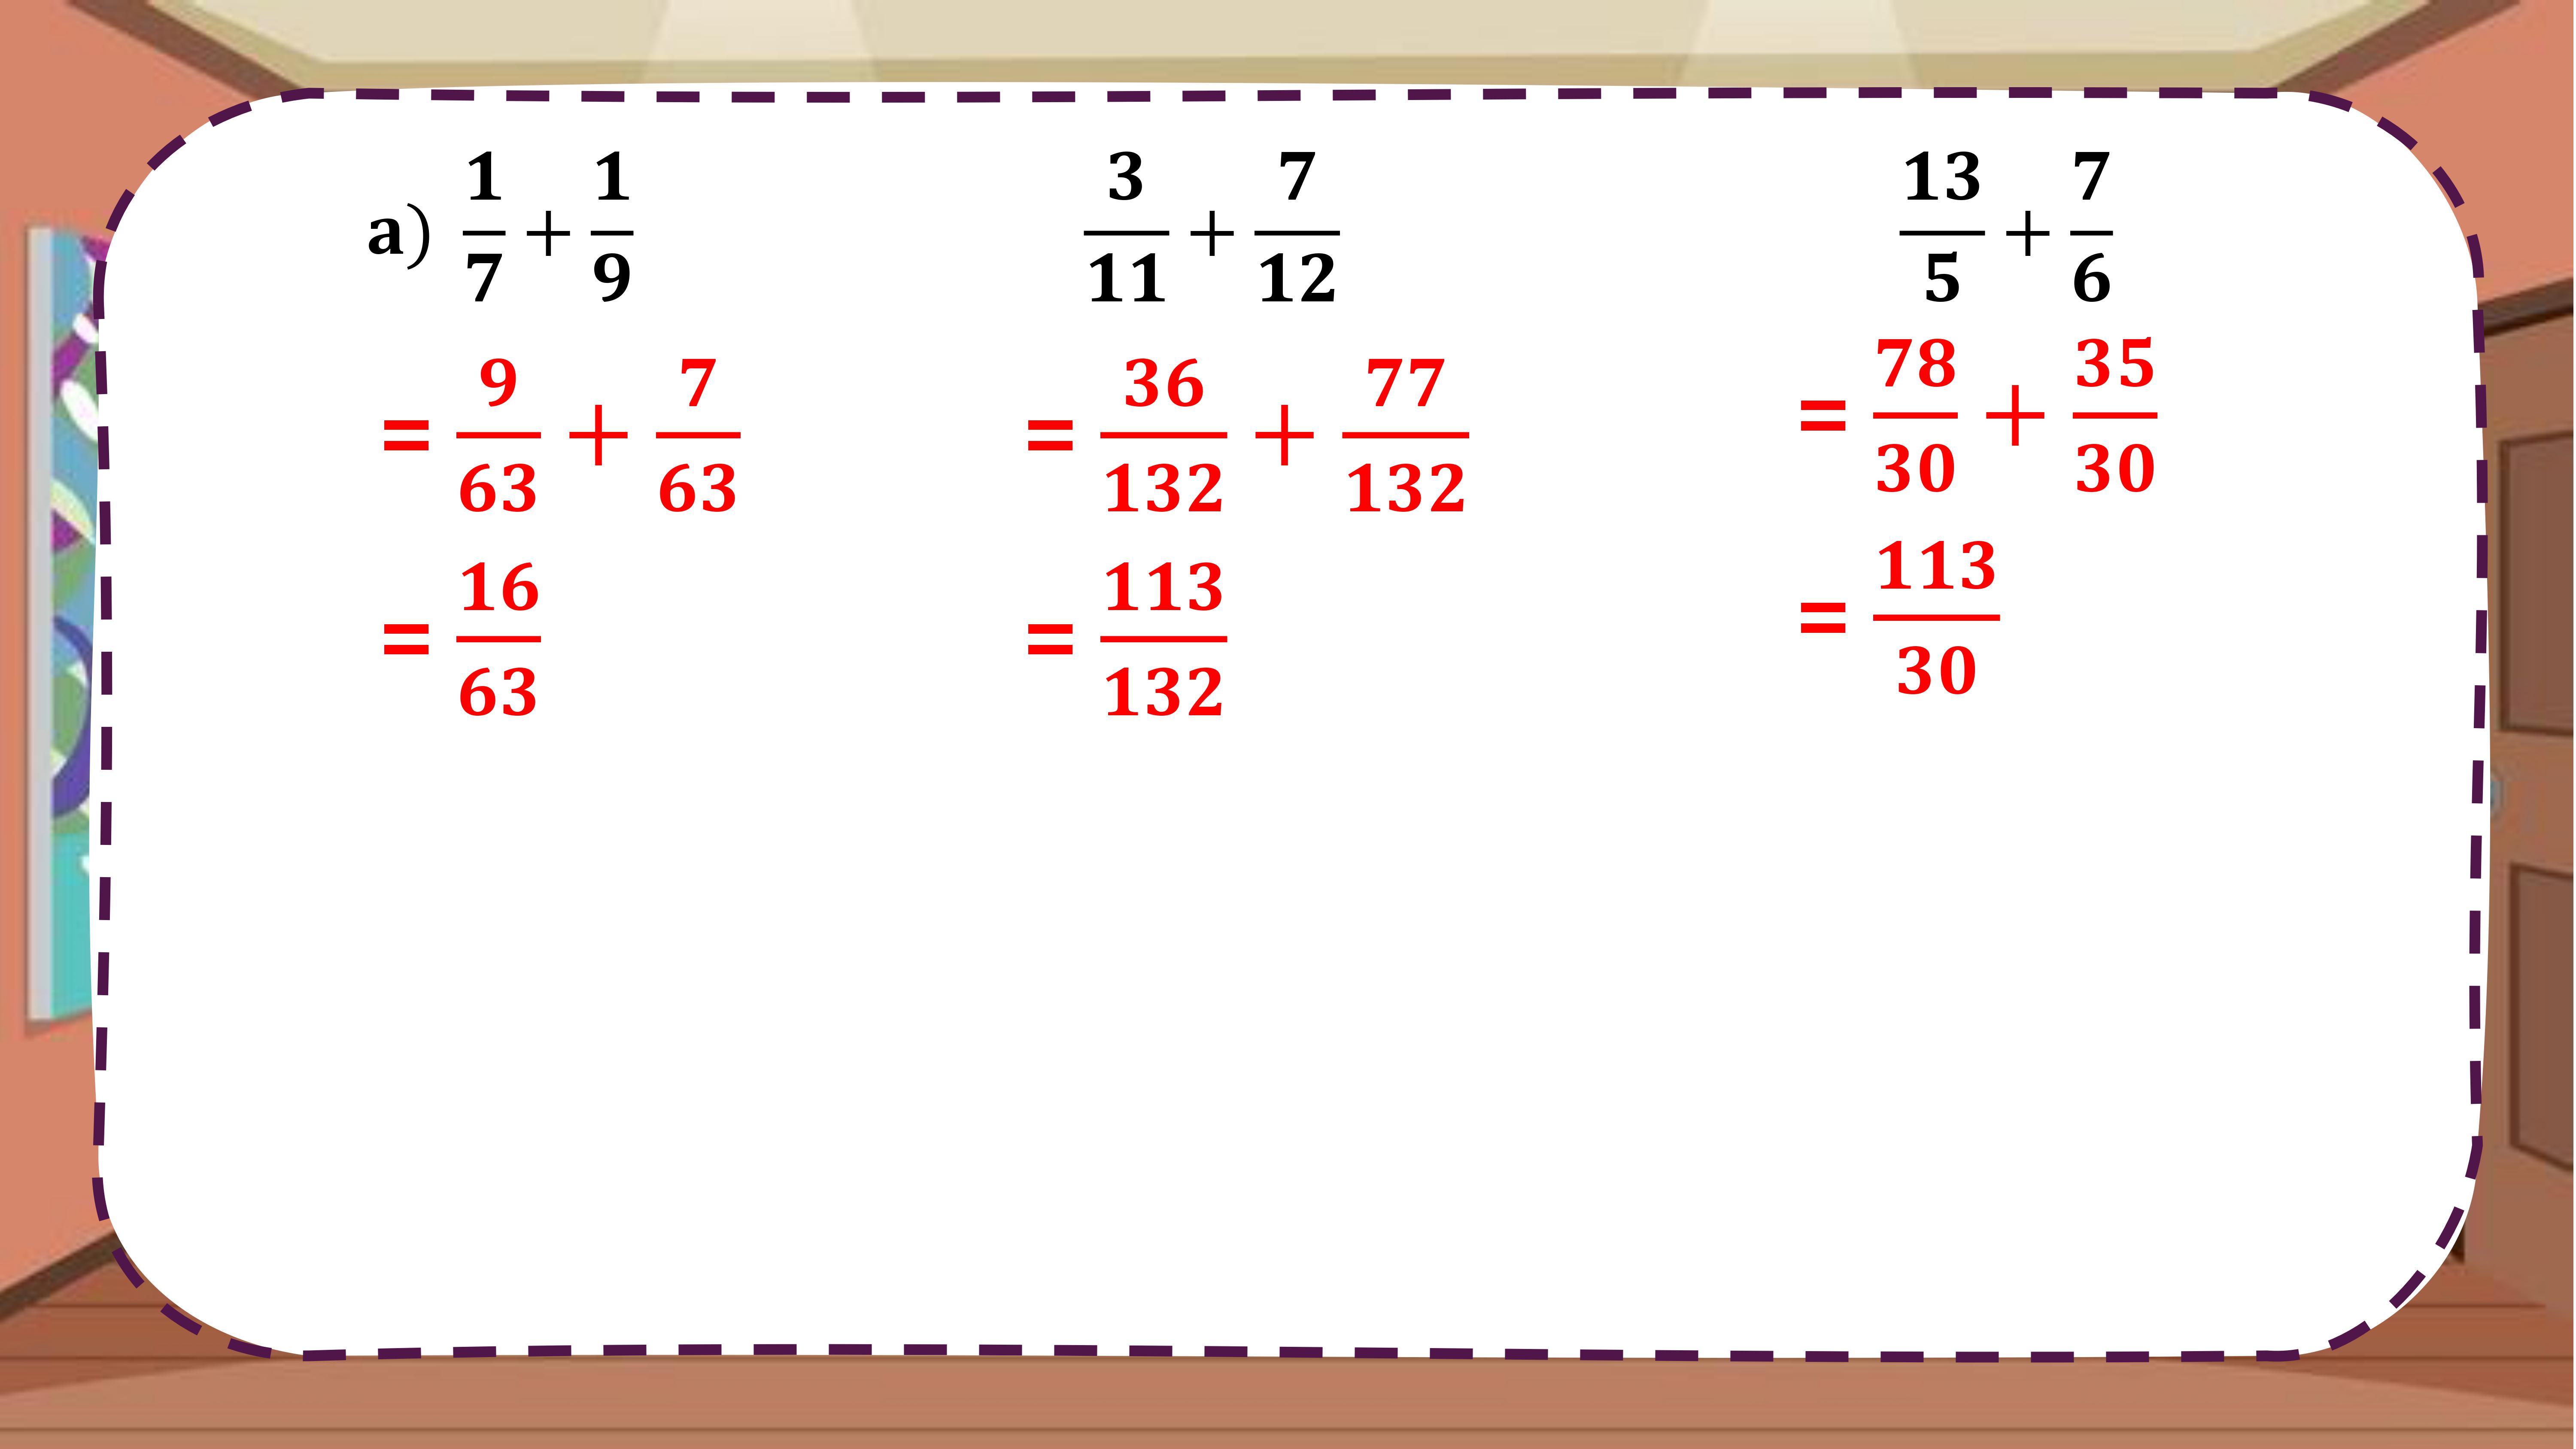 a) 1/7 + 1/9
= 9/63 + 7/63
= 16/63
3/11 + 7/12
= 36/132 + 77/132
= 113/132
13/5 + 7/6
= 78/30 + 35/30
= 113/30